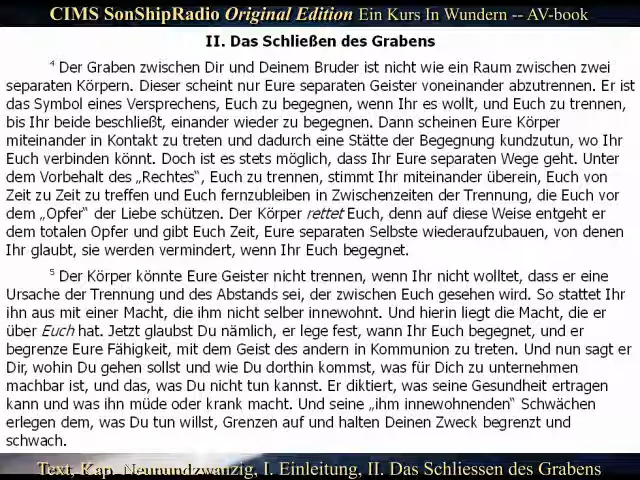 CIMS SonShipRadio Original Edition Ein Kurs In Wundern -- AV-book
II. Das Schließen des Grabens
4 Der Graben zwischen Dir und Deinem Bruder ist nicht wie ein Raum zwischen zwei
separaten Körpern. Dieser scheint nur Eure separaten Geister voneinander abzutrennen. Er ist
das Symbol eines Versprechens, Euch zu begegnen, wenn Ihr es wollt, und Euch zu trennen,
bis Ihr beide beschließt, einander wieder zu begegnen. Dann scheinen Eure Körper
miteinander in Kontakt zu treten und dadurch eine Stätte der Begegnung kundzutun, wo Ihr
Euch verbinden könnt. Doch ist es stets möglich, dass Ihr Eure separaten Wege geht. Unter
dem Vorbehalt des „Rechtes“, Euch zu trennen, stimmt Ihr miteinander überein, Euch von
Zeit zu Zeit zu treffen und Euch fernzubleiben in Zwischenzeiten der Trennung, die Euch vor
dem „Opfer“ der Liebe schützen. Der Körper rettet Euch, denn auf diese Weise entgeht er
dem totalen Opfer und gibt Euch Zeit, Eure separaten Selbste wiederaufzubauen, von denen
Ihr glaubt, sie werden vermindert, wenn Ihr Euch begegnet.
5 Der Körper könnte Eure Geister nicht trennen, wenn Ihr nicht wolltet, dass er eine
Ursache der Trennung und des Abstands sei, der zwischen Euch gesehen wird. So stattet Ihr
ihn aus mit einer Macht, die ihm nicht selber innewohnt. Und hierin liegt die Macht, die er
über Euch hat. Jetzt glaubst Du nämlich, er lege fest, wann Ihr Euch begegnet, und er
begrenze Eure Fähigkeit, mit dem Geist des andern in Kommunion zu treten. Und nun sagt er
Dir, wohin Du gehen sollst und wie Du dorthin kommst, was für Dich zu unternehmen
machbar ist, und das, was Du nicht tun kannst. Er diktiert, was seine Gesundheit ertragen
kann und was ihn müde oder krank macht. Und seine „ihm innewohnenden“ Schwächen
erlegen dem, was Du tun willst, Grenzen auf und halten Deinen Zweck begrenzt und
schwach.
Text, Kap. Neunundzwanzig, I. Einleitung, II. Das Schliessen des Grabens